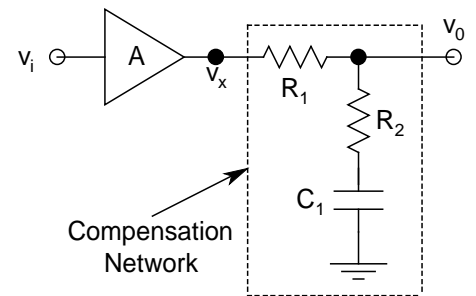 A
vᵢ
vₓ
v₀
R₁
R₂
C₁
Compensation
Network